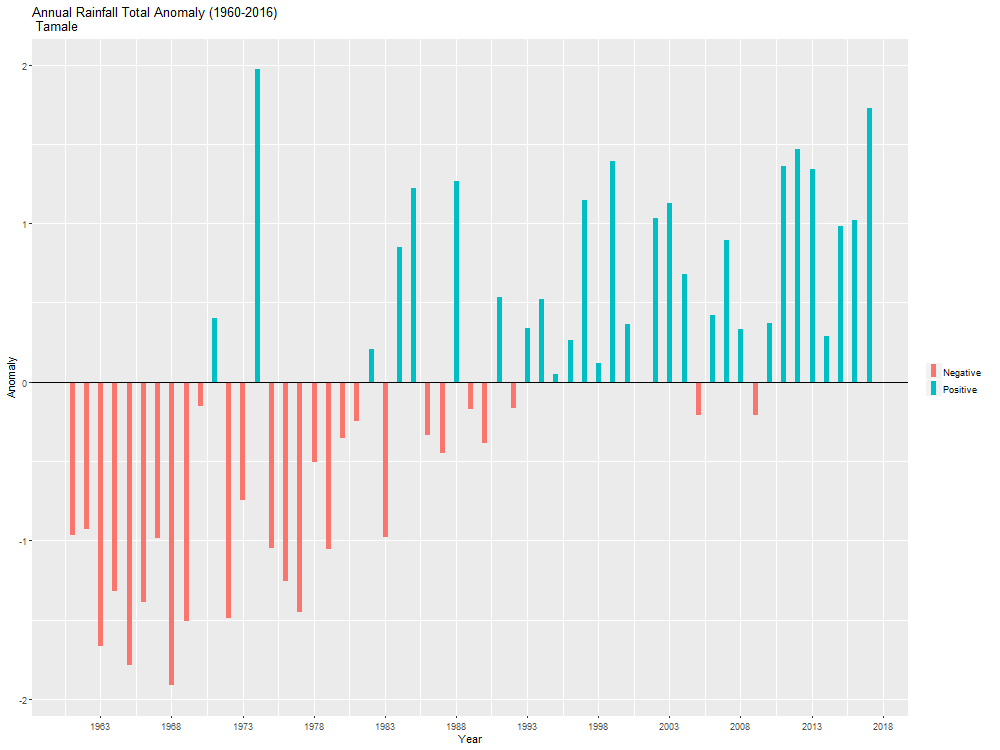 Annual Rainfall Total Anomaly (1960-2016)
Tamale
2
1
0
-1
-2
Anomaly
1963 1968 1973 1978 1983 1988 1993 1998 2003 2008 2013 2018
Year
Negative
Positive